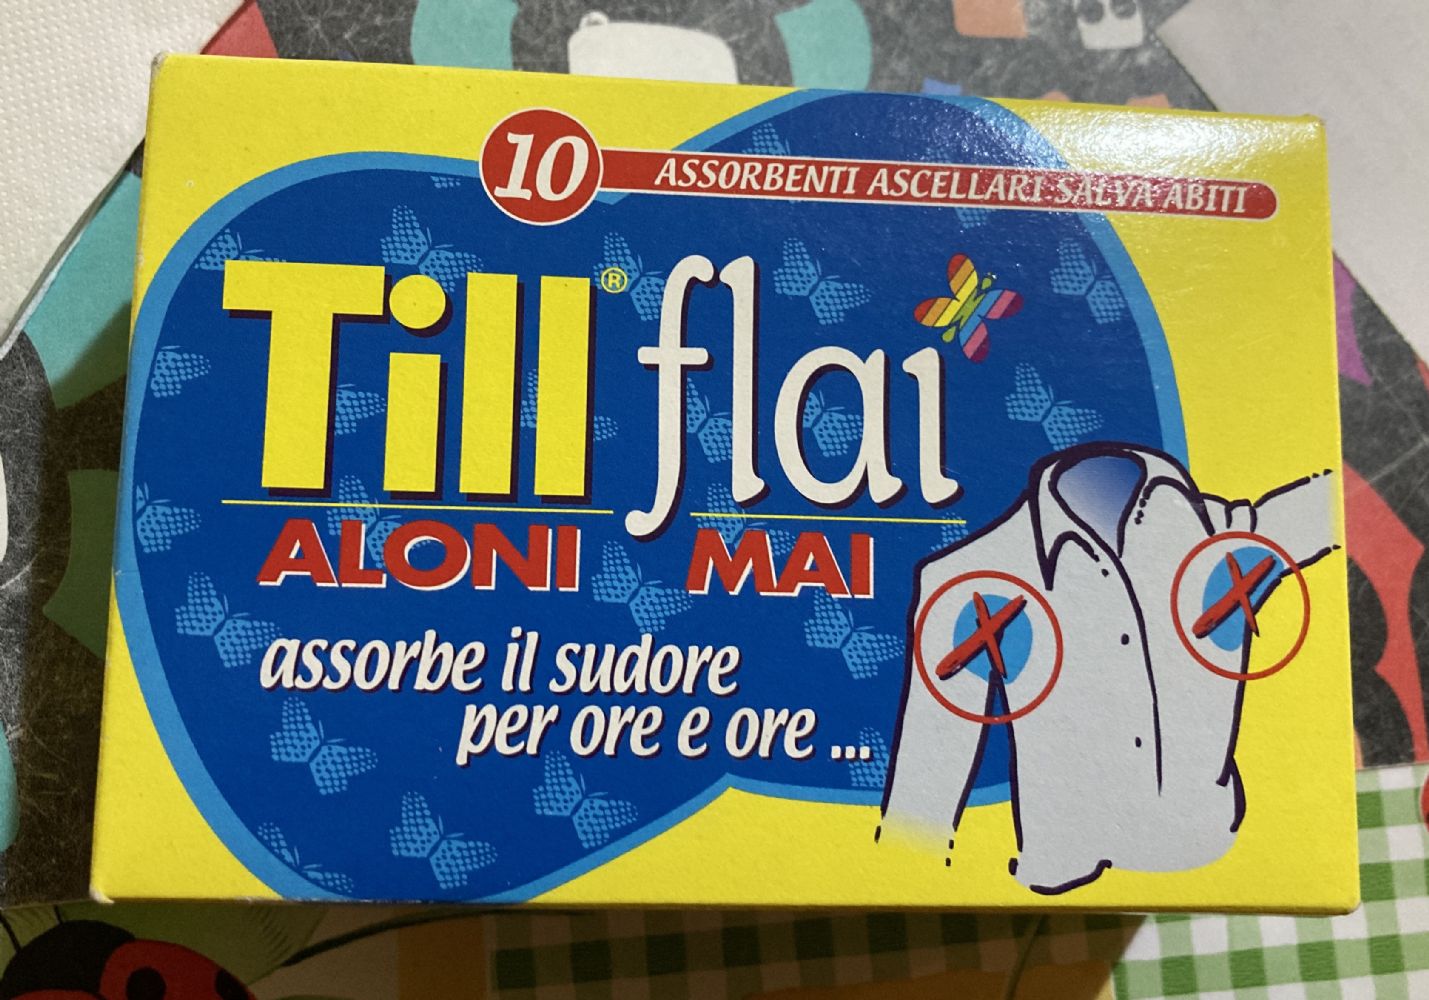 10 ASSORBENTI ASCELLARI SALVA ABITI
Till® flai
ALONI MAI
assorbe il sudore
per ore e ore ...